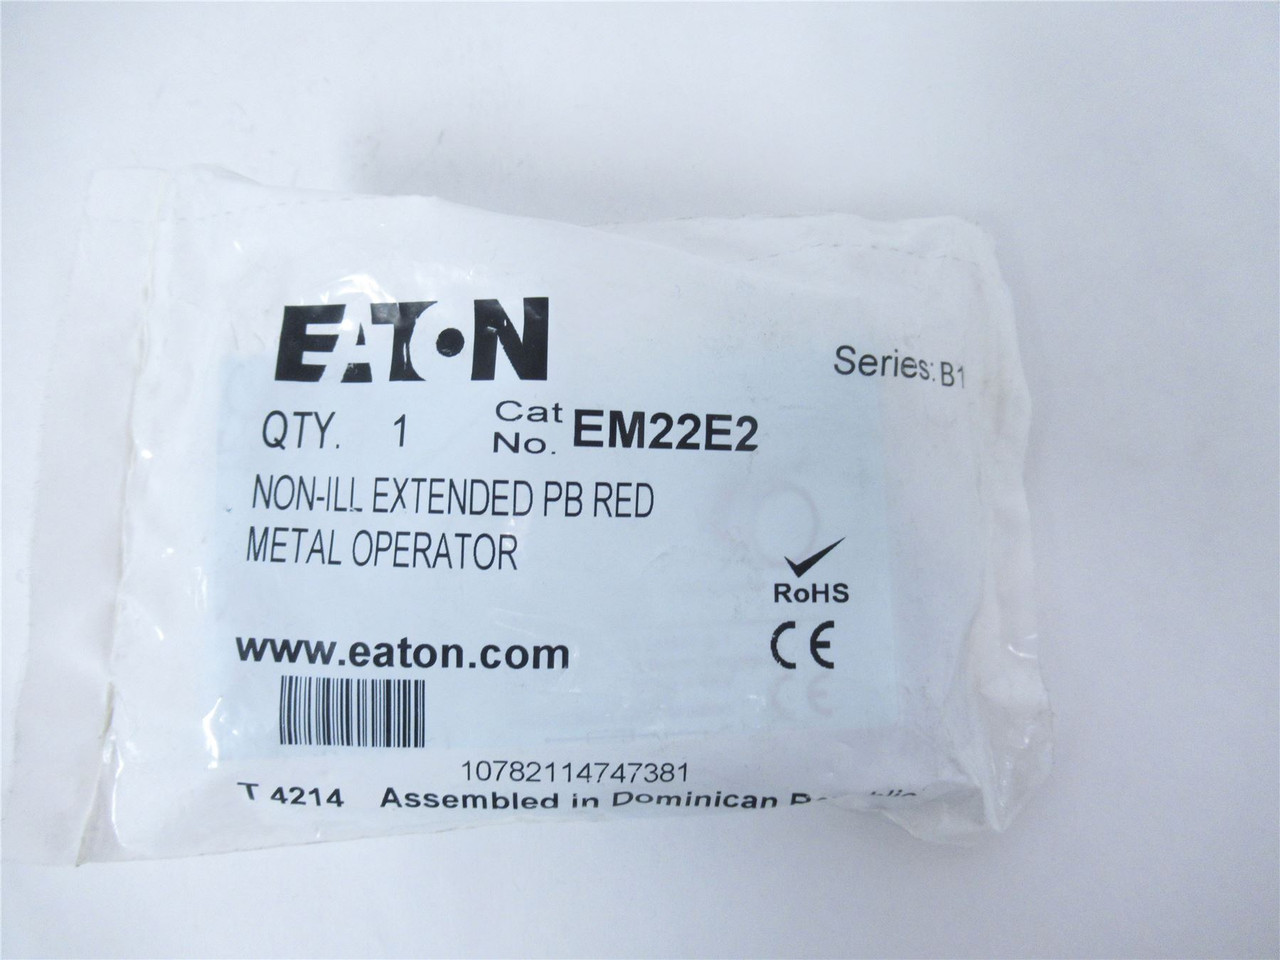 EATON
Series: B1
QTY. 1 Cat No. EM22E2
NON-ILL EXTENDED PB RED
METAL OPERATOR
RoHS
www.eaton.com
CE
10782114747381
T 4214 Assembled in Dominican